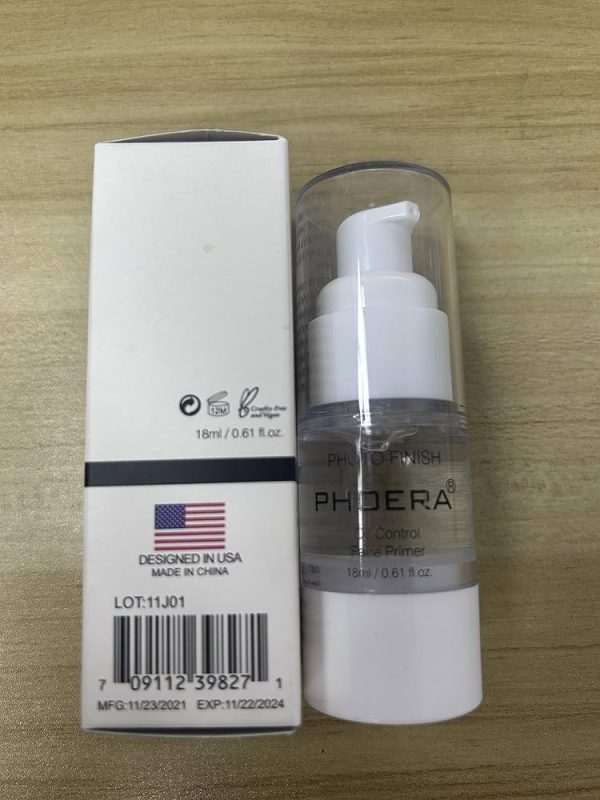 12M
Cruelty-Free
and Vegan
18ml / 0.61 fl.oz.
DESIGNED IN USA
MADE IN CHINA
LOT:11J01
7 09112 39827 1
MFG:11/23/2021 EXP:11/22/2024
PHOTO FINISH
PHOERA®
Oil Control
Face Primer
18ml / 0.61 fl.oz.